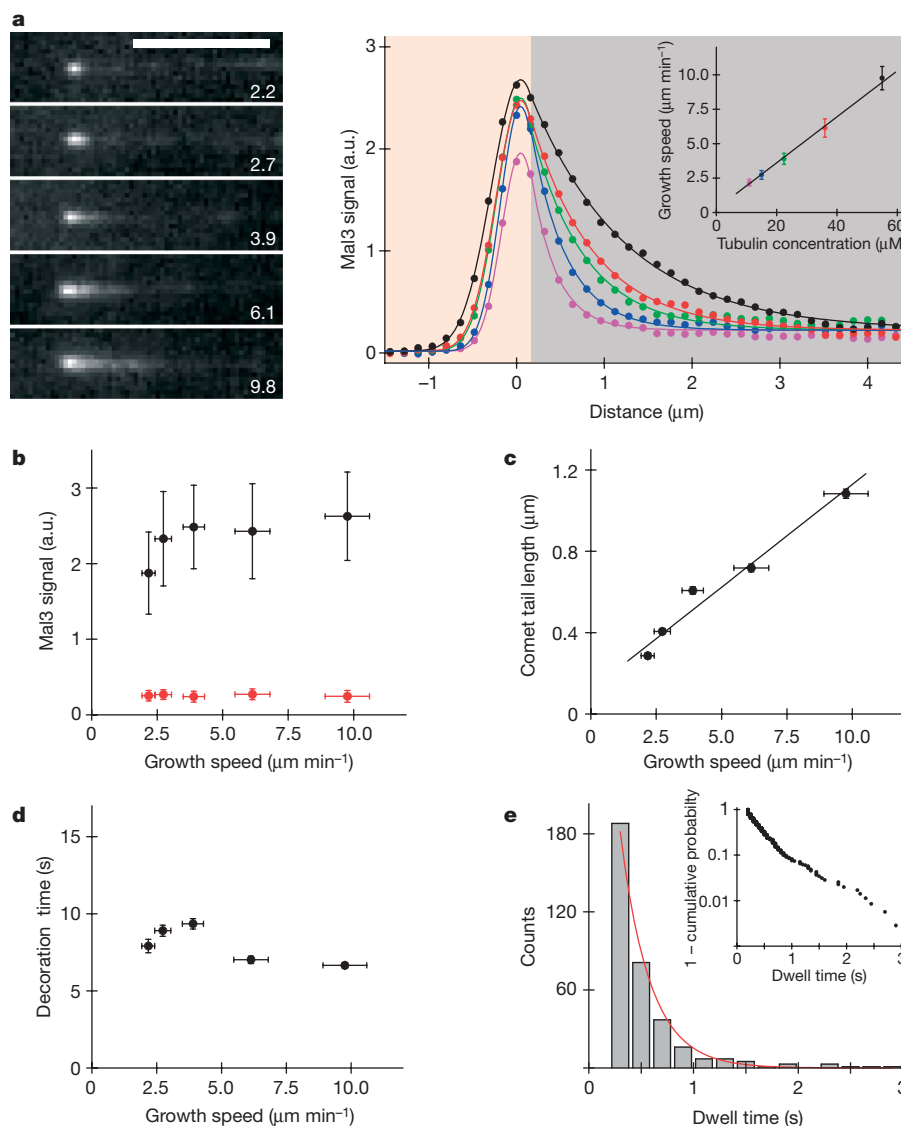 a
2.2
2.7
3.9
6.1
9.8
3
2
1
0
Mal3 signal (a.u.)
–1 0 1 2 3 4
Distance (μm)
10.0
7.5
5.0
2.5
0
Growth speed (μm min–1)
0 20 40 60
Tubulin concentration (μM)
b
3
2
1
0
Mal3 signal (a.u.)
0 2.5 5.0 7.5 10.0
Growth speed (μm min–1)
c
1.2
0.8
0.4
0
Comet tail length (μm)
0 2.5 5.0 7.5 10.0
Growth speed (μm min–1)
d
15
10
5
0
Decoration time (s)
0 2.5 5.0 7.5 10.0
Growth speed (μm min–1)
e
180
120
60
Counts
0 1 2 3
Dwell time (s)
1
0.1
0.01
1 – cumulative probabilty
0 1 2 3
Dwell time (s)